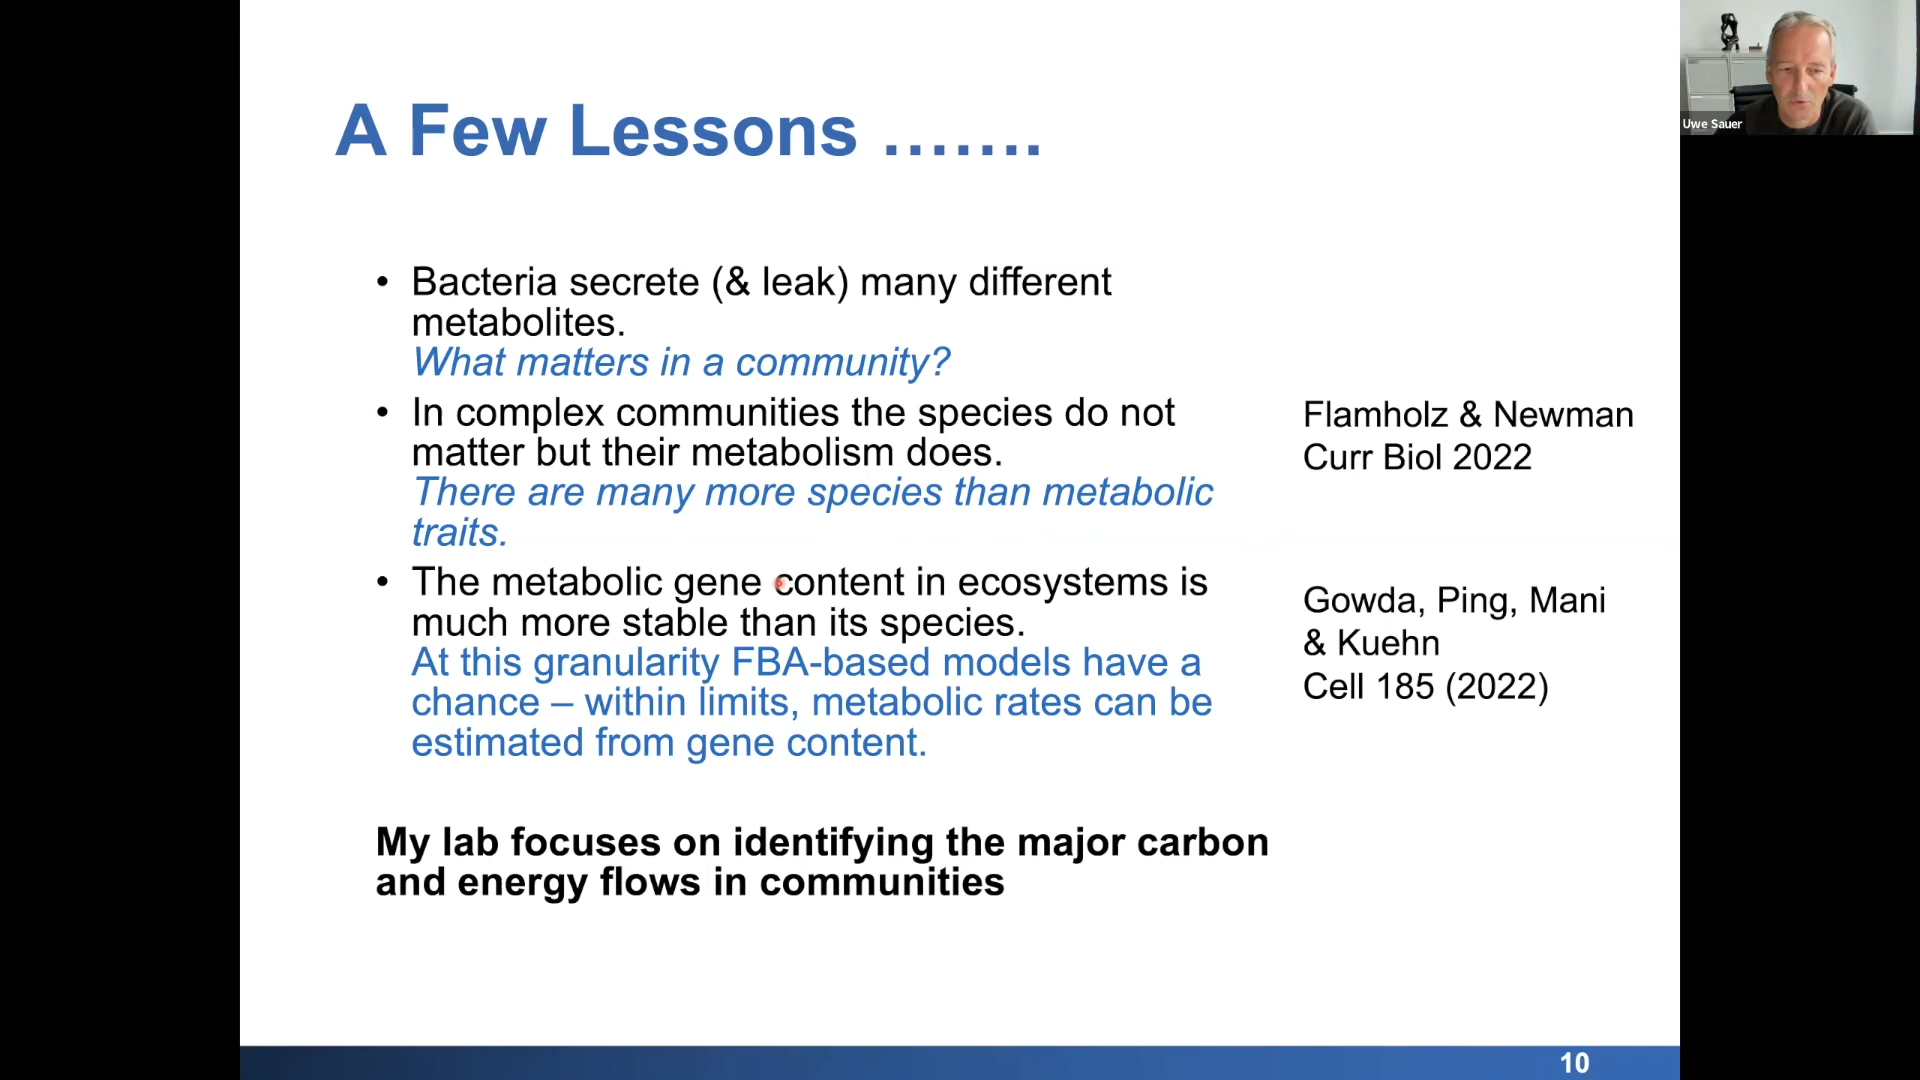 A Few Lessons .......
• Bacteria secrete (& leak) many different
metabolites.
What matters in a community?
• In complex communities the species do not
matter but their metabolism does.
There are many more species than metabolic
traits.
Flamholz & Newman
Curr Biol 2022
• The metabolic gene content in ecosystems is
much more stable than its species.
At this granularity FBA-based models have a
chance – within limits, metabolic rates can be
estimated from gene content.
Gowda, Ping, Mani
& Kuehn
Cell 185 (2022)
My lab focuses on identifying the major carbon
and energy flows in communities
10
Uwe Sauer